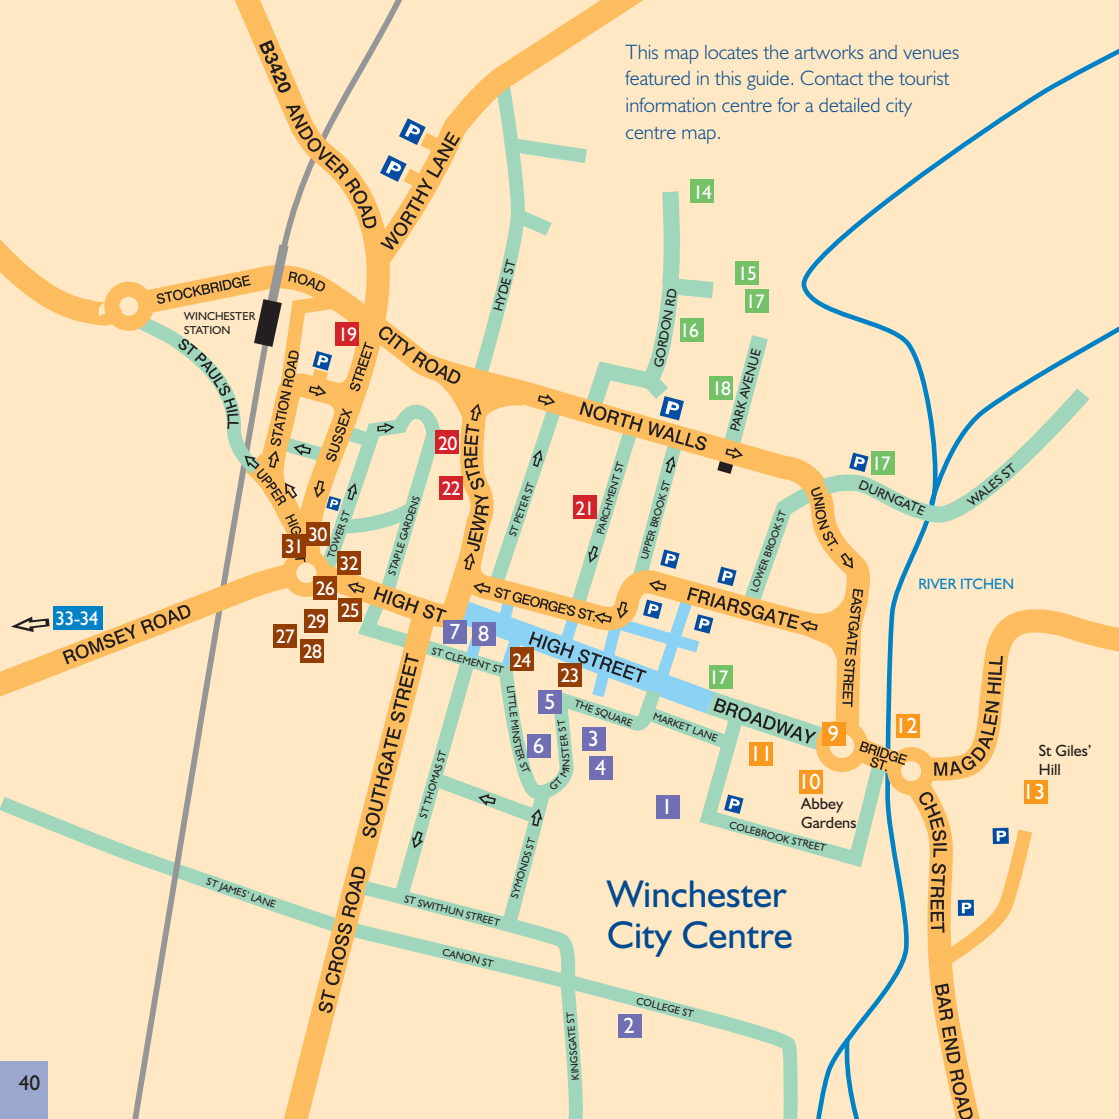 This map locates the artworks and venues
featured in this guide. Contact the tourist
information centre for a detailed city
centre map.
B3420 ANDOVER ROAD
P
P
WORTHY LANE
14
HYDE ST
15
STOCKBRIDGE ROAD
17
GORDON RD
WINCHESTER
STATION
19
16
CITY ROAD
ST PAUL'S HILL
P
STATION ROAD
SUSSEX STREET
18
PARK AVENUE
P
NORTH WALLS
20
JEWRY STREET
22
P
17
DURNGATE
WALES ST
UPPER HIGH ST
P
TOWER ST
STAPLE GARDENS
ST PETER ST
21
PARCHMENT ST
UPPER BROOK ST
LOWER BROOK ST
UNION ST.
30
31
32
26
25
29
27
28
P
P
RIVER ITCHEN
HIGH ST
ST GEORGE'S ST.
FRIARSGATE
P
P
EASTGATE STREET
33-34
ROMSEY ROAD
7
8
HIGH STREET
24
23
17
ST CLEMENT ST
5
THE SQUARE
MARKET LANE
BROADWAY
9
BRIDGE
ST.
12
MAGDALEN HILL
SOUTHGATE STREET
LITTLE MINSTER ST
GT MINSTER ST
6
3
4
11
10
Abbey
Gardens
St Giles'
Hill
13
ST THOMAS ST
1
P
COLEBROOK STREET
CHESIL STREET
P
P
SYMONDS ST
ST JAMES' LANE
ST SWITHUN STREET
Winchester
City Centre
ST CROSS ROAD
CANON ST
COLLEGE ST
2
KINGSGATE ST
BAR END ROAD
40